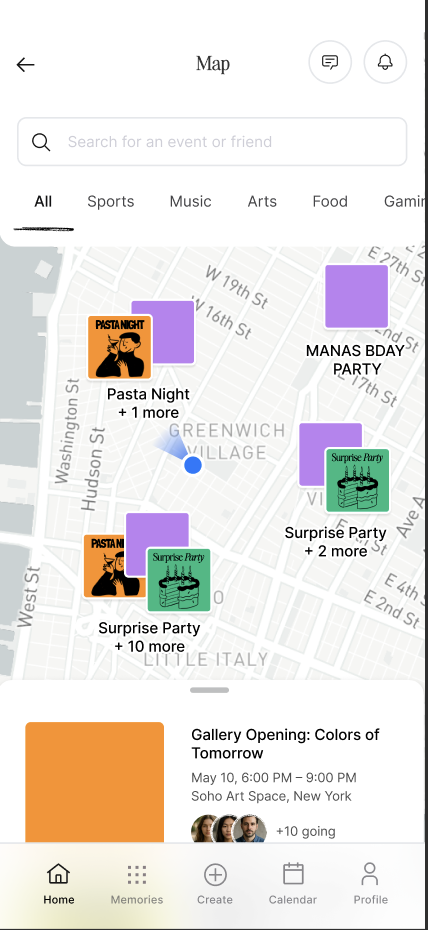 Map
Search for an event or friend
All Sports Music Arts Food Gamin
E 27th St
W 19th St
W 16th St
2nd St
MANAS BDAY
PARTY
E 17th St
PASTA NIGHT
Pasta Night
+ 1 more
Washington St
Hudson St
GREENWICH
VILLAGE
Surprise Party
Ave A
Surprise Party
+ 2 more
PASTA NI
Surprise Party
E 4th S
E 2nd St
West St
Surprise Party
+ 10 more
LITTLE ITALY
Gallery Opening: Colors of
Tomorrow
May 10, 6:00 PM – 9:00 PM
Soho Art Space, New York
+10 going
Home Memories Create Calendar Profile